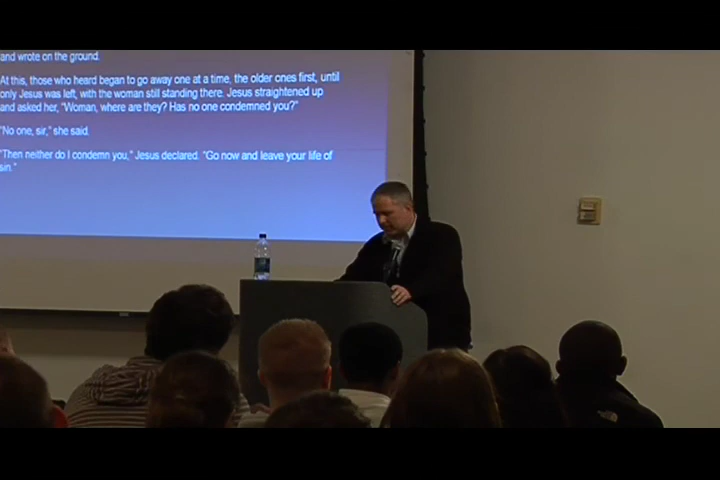 and wrote on the ground.
At this, those who heard began to go away one at a time, the older ones first, until
only Jesus was left, with the woman still standing there. Jesus straightened up
and asked her, “Woman, where are they? Has no one condemned you?”
“No one, sir,” she said.
“Then neither do I condemn you,” Jesus declared. “Go now and leave your life of
sin.”